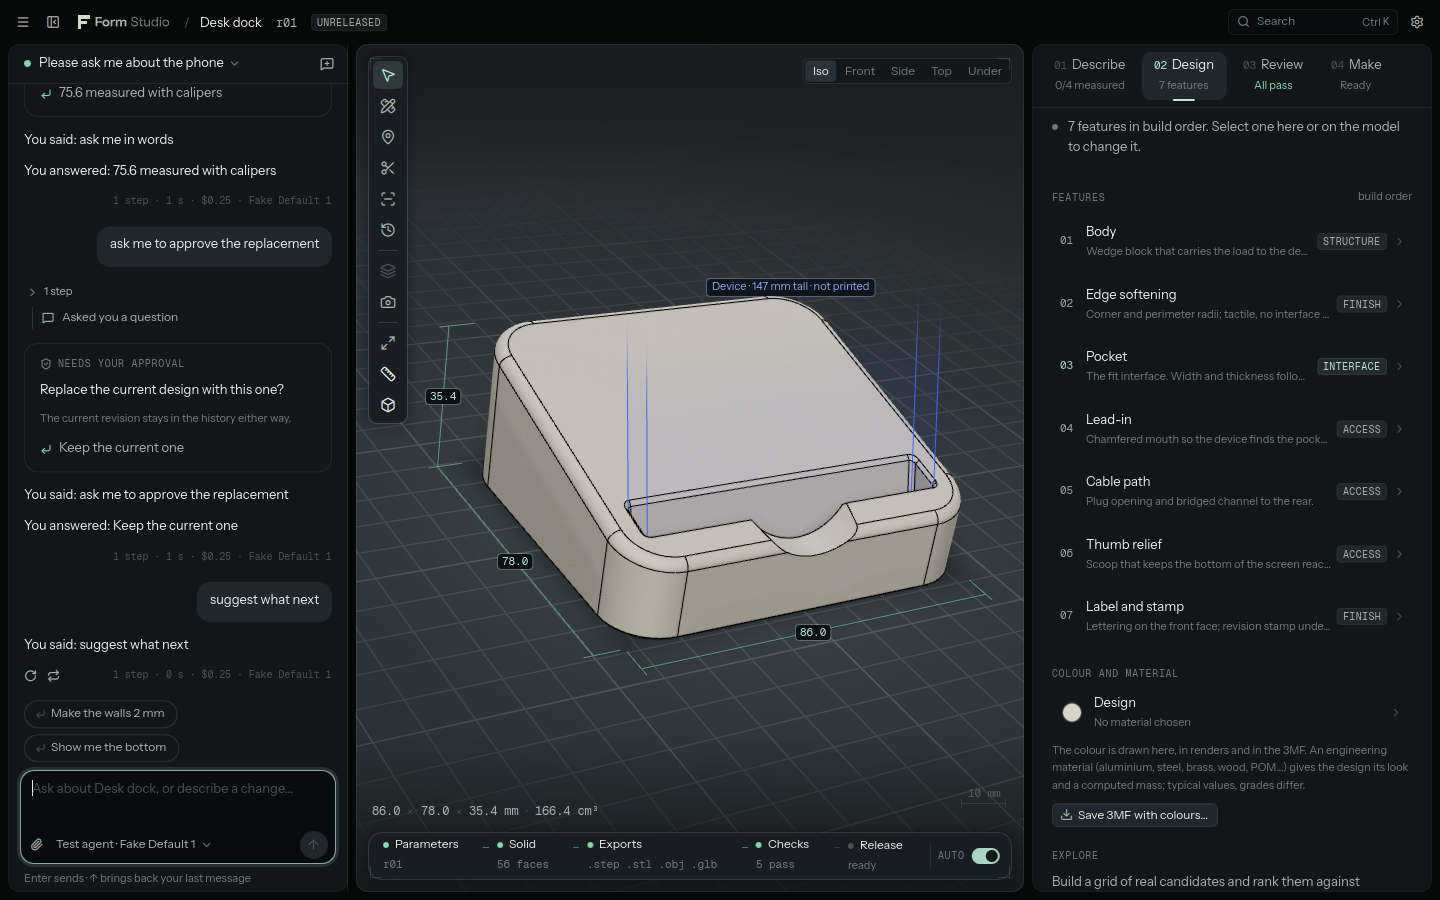 Form Studio / Desk dock r01 UNRELEASED
Search Ctrl K
Please ask me about the phone
75.6 measured with calipers
You said: ask me in words
You answered: 75.6 measured with calipers
1 step · 1 s · $0.25 · Fake Default 1
ask me to approve the replacement
1 step
Asked you a question
NEEDS YOUR APPROVAL
Replace the current design with this one?
The current revision stays in the history either way.
Keep the current one
You said: ask me to approve the replacement
You answered: Keep the current one
1 step · 1 s · $0.25 · Fake Default 1
suggest what next
You said: suggest what next
1 step · 0 s · $0.25 · Fake Default 1
Make the walls 2 mm
Show me the bottom
Ask about Desk dock, or describe a change...
Test agent · Fake Default 1
Enter sends · ↑ brings back your last message
Iso Front Side Top Under
Device · 147 mm tall · not printed
35.4
78.0
86.0
10 mm
86.0 × 78.0 × 35.4 mm · 166.4 cm³
Parameters – Solid – Exports – Checks – Release
r01 56 faces .step .stl .obj .glb 5 pass ready
AUTO
01 Describe 02 Design 03 Review 04 Make
0/4 measured 7 features All pass Ready
7 features in build order. Select one here or on the model
to change it.
FEATURES build order
01 Body STRUCTURE
Wedge block that carries the load to the de...
02 Edge softening FINISH
Corner and perimeter radii; tactile, no interface ...
03 Pocket INTERFACE
The fit interface. Width and thickness follo...
04 Lead-in ACCESS
Chamfered mouth so the device finds the pock...
05 Cable path ACCESS
Plug opening and bridged channel to the rear.
06 Thumb relief ACCESS
Scoop that keeps the bottom of the screen reac...
07 Label and stamp FINISH
Lettering on the front face; revision stamp unde...
COLOUR AND MATERIAL
Design
No material chosen
The colour is drawn here, in renders and in the 3MF. An engineering
material (aluminium, steel, brass, wood, POM...) gives the design its look
and a computed mass; typical values, grades differ.
Save 3MF with colours...
EXPLORE
Build a grid of real candidates and rank them against